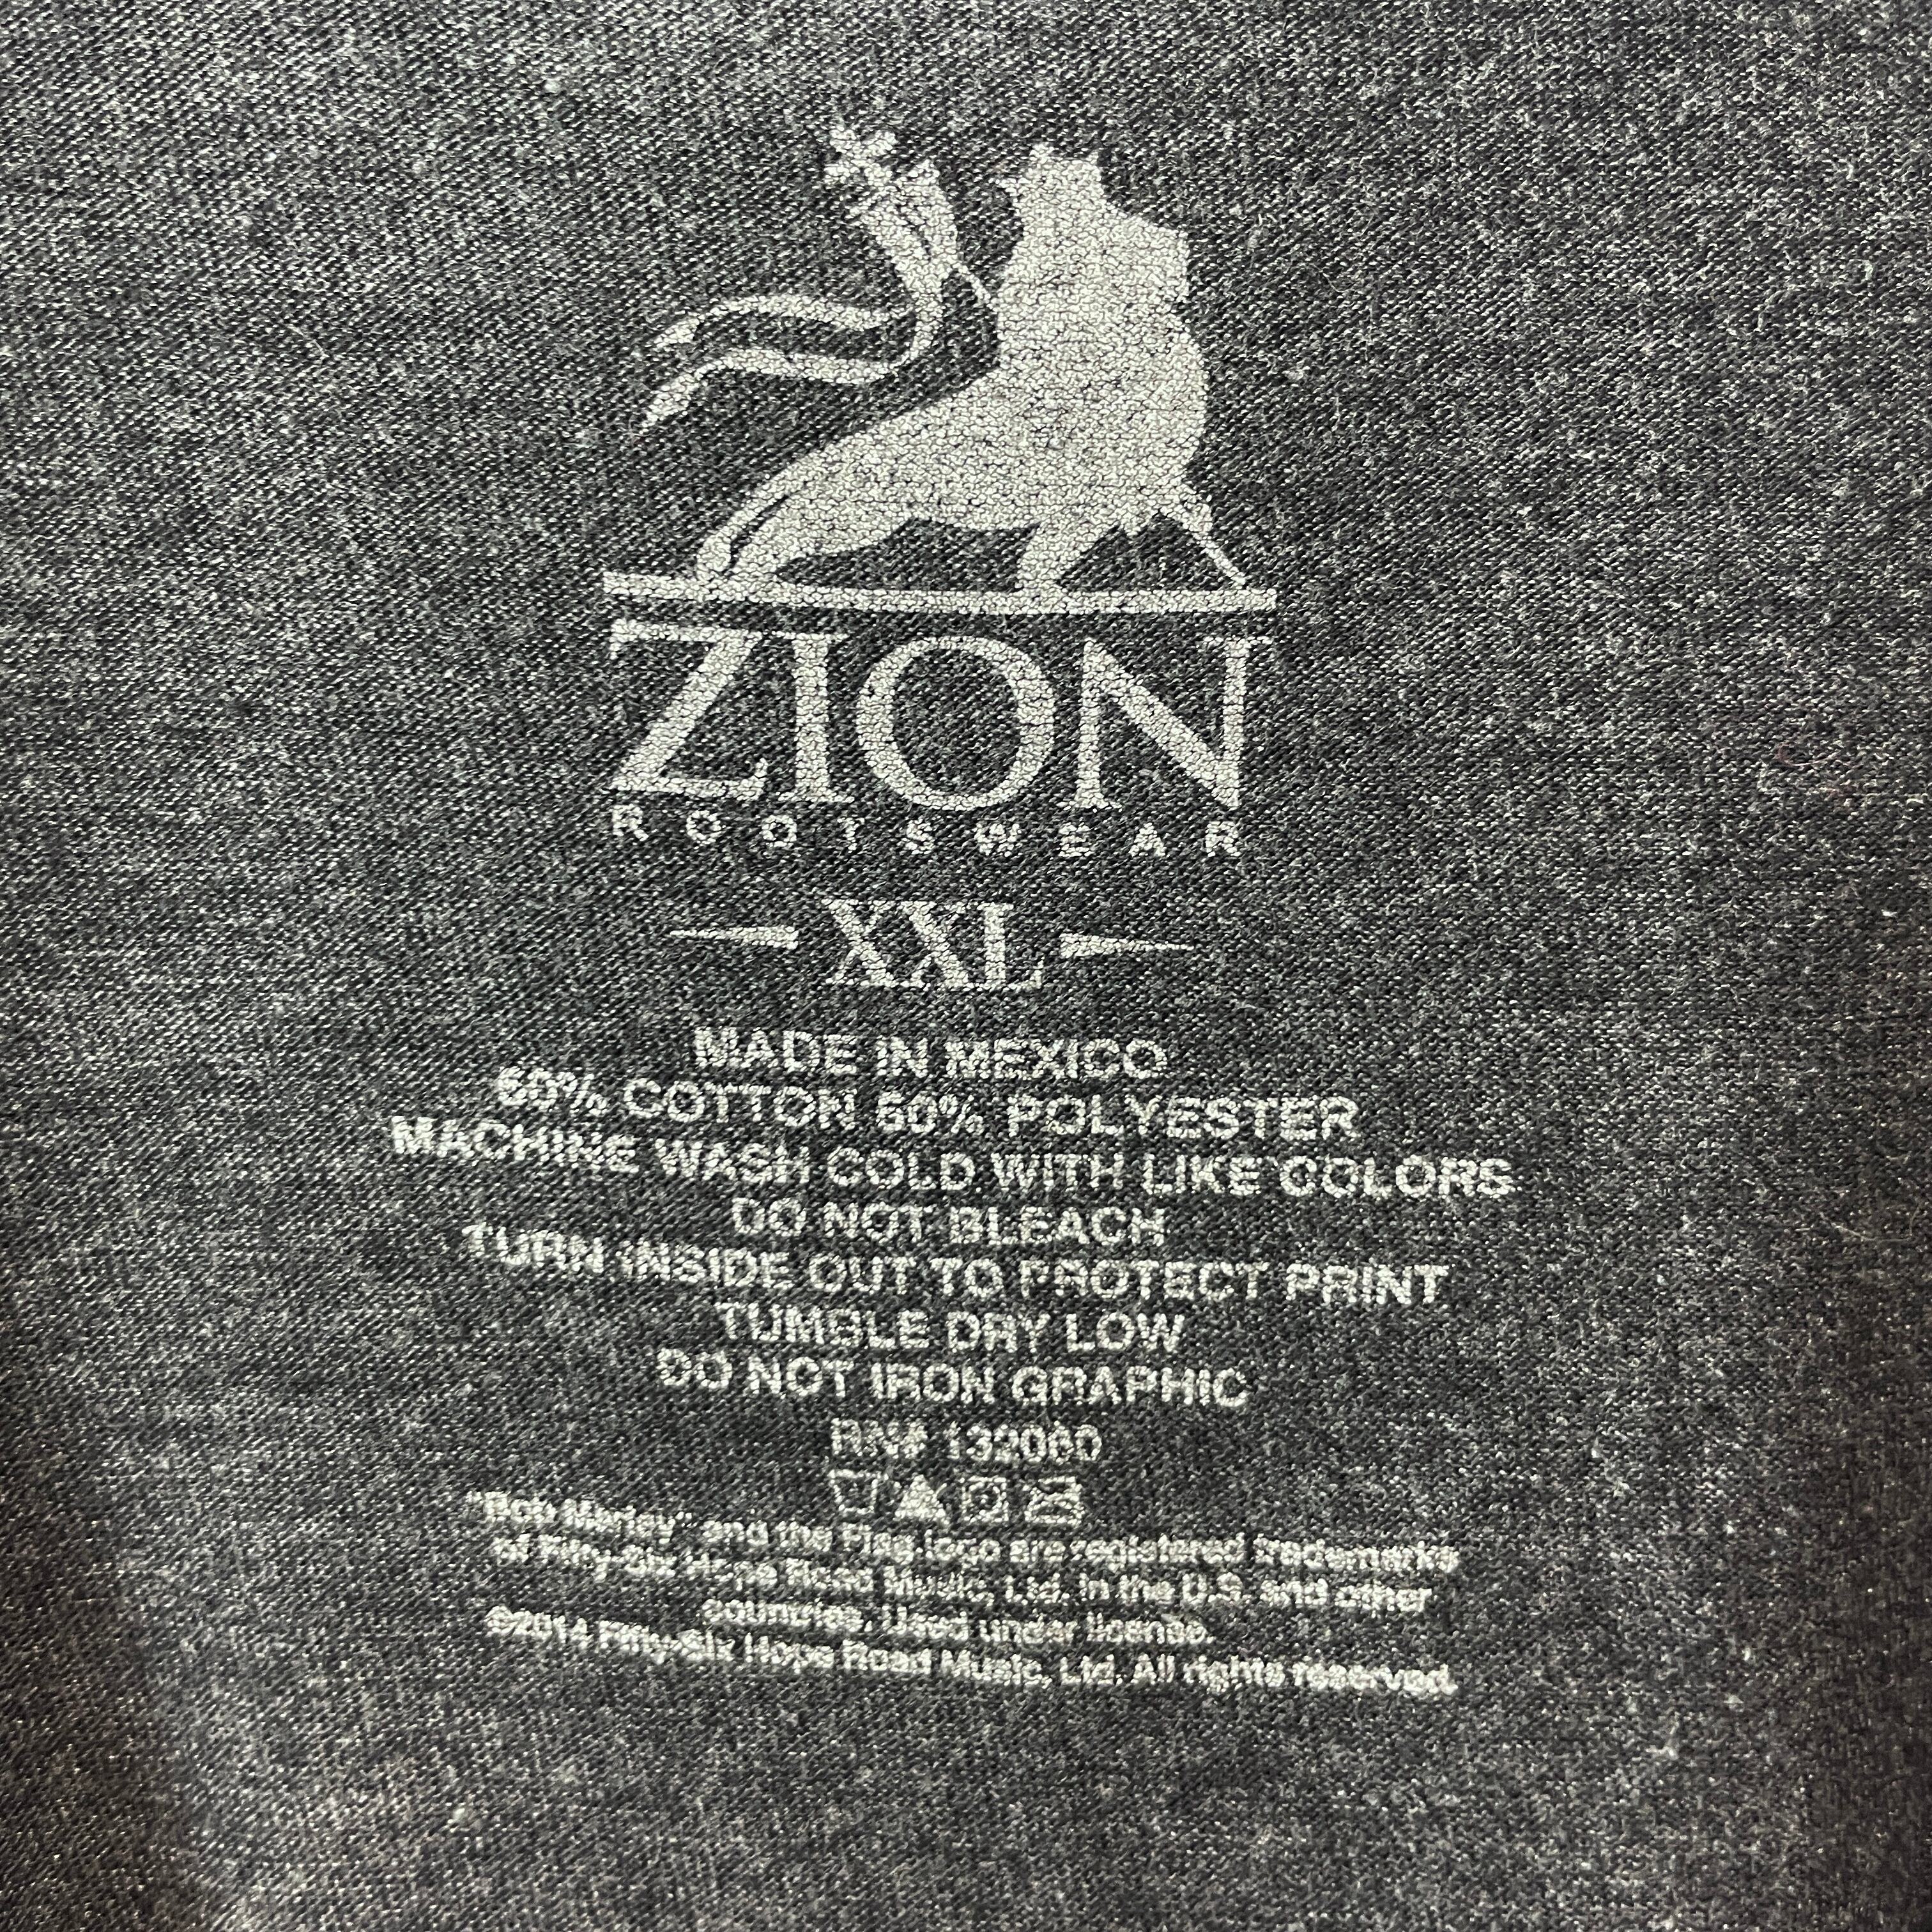 ZION
ROOTSWEAR
XXL
MADE IN MEXICO
50% COTTON 50% POLYESTER
MACHINE WASH COLD WITH LIKE COLORS
DO NOT BLEACH
TURN INSIDE OUT TO PROTECT PRINT
TUMBLE DRY LOW
DO NOT IRON GRAPHIC
RN# 132060
"Bob Marley" and the Flag logo are registered trademarks
of Fifty-Six Hope Road Music, Ltd. in the U.S. and other
countries. Used under license.
©2014 Fifty-Six Hope Road Music, Ltd. All rights reserved.